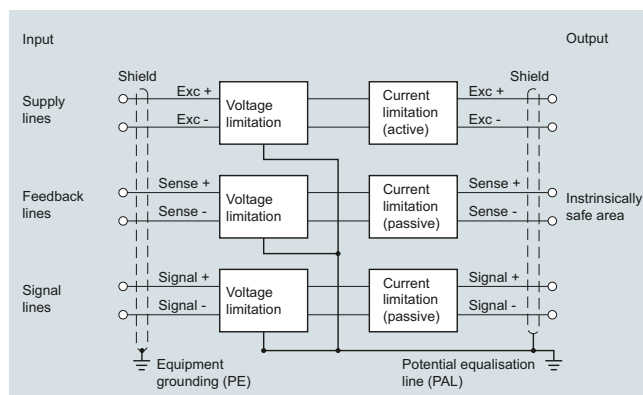 Input
Output
Shield
Shield
Supply
lines
Exc +
Exc -
Voltage
limitation
Current
limitation
(active)
Exc +
Exc -
Feedback
lines
Sense +
Sense -
Voltage
limitation
Current
limitation
(passive)
Sense +
Sense -
Instrinsically
safe area
Signal
lines
Signal +
Signal -
Voltage
limitation
Current
limitation
(passive)
Signal +
Signal -
Equipment
grounding (PE)
Potential equalisation
line (PAL)